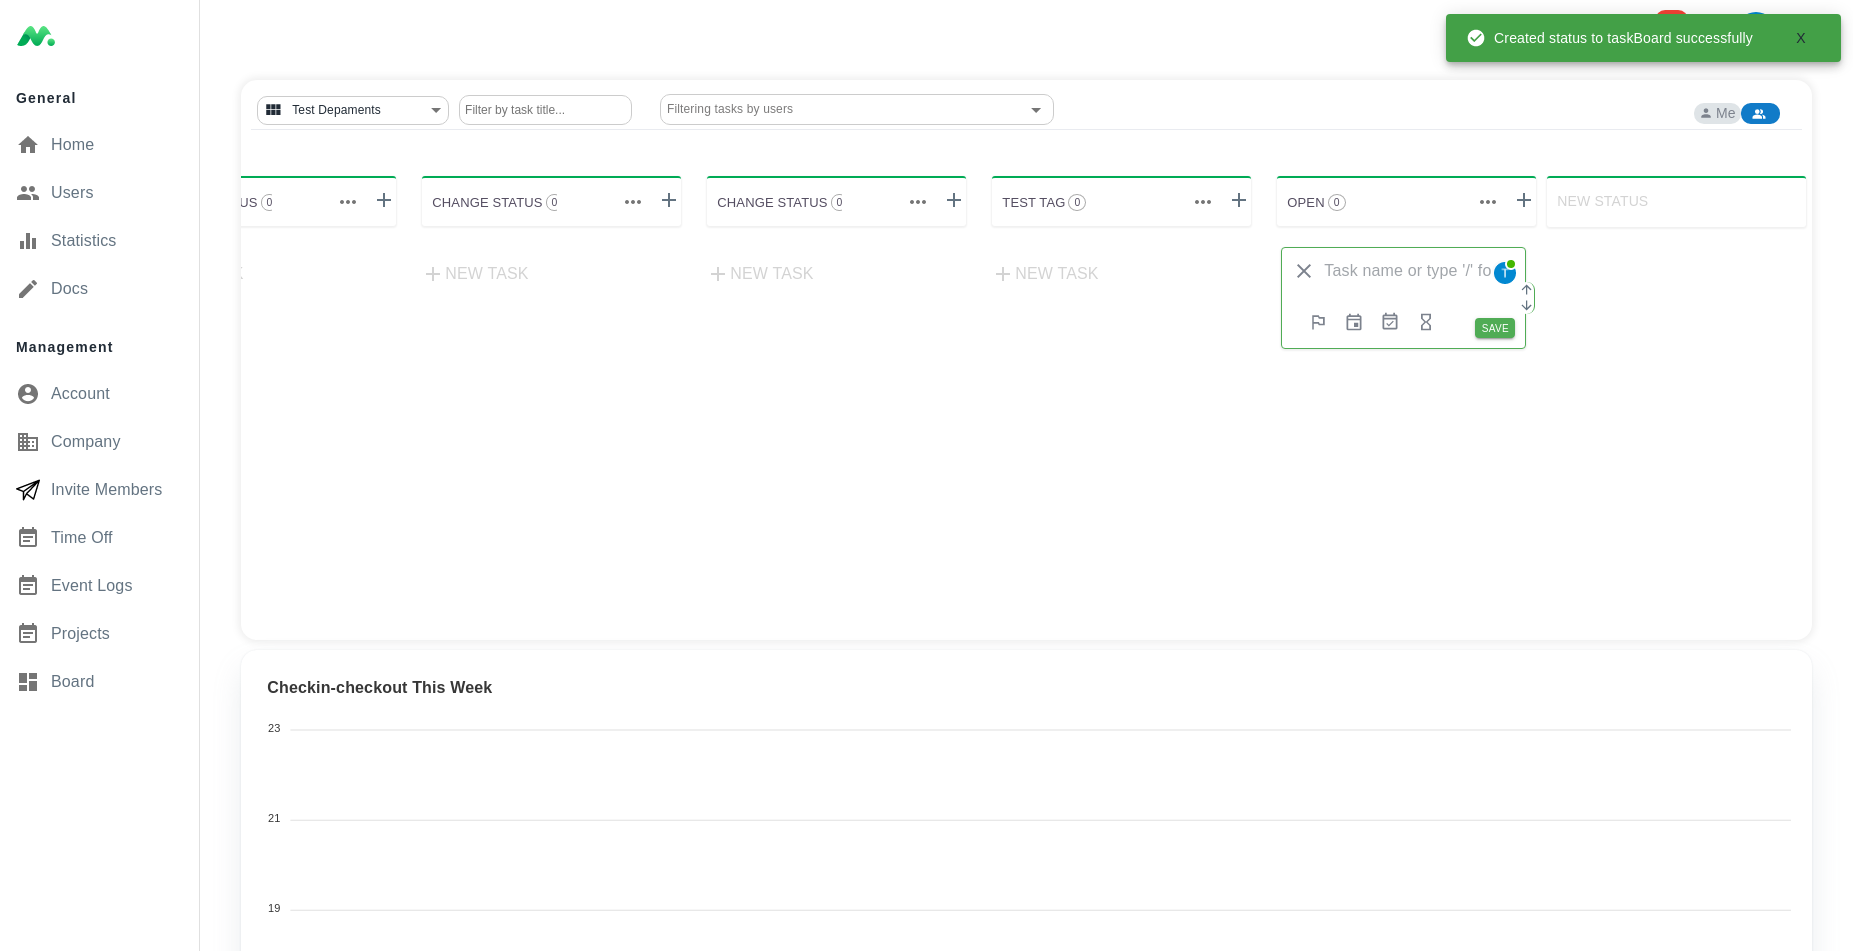 Created status to taskBoard successfully X
General
Home
Users
Statistics
Docs
Management
Account
Company
Invite Members
Time Off
Event Logs
Projects
Board
Test Depaments
Filter by task title...
Filtering tasks by users
Me
US 0
CHANGE STATUS 0
CHANGE STATUS 0
TEST TAG 0
OPEN 0
NEW STATUS
NEW TASK
NEW TASK
NEW TASK
Task name or type '/' fo
T
SAVE
Checkin-checkout This Week
23
21
19